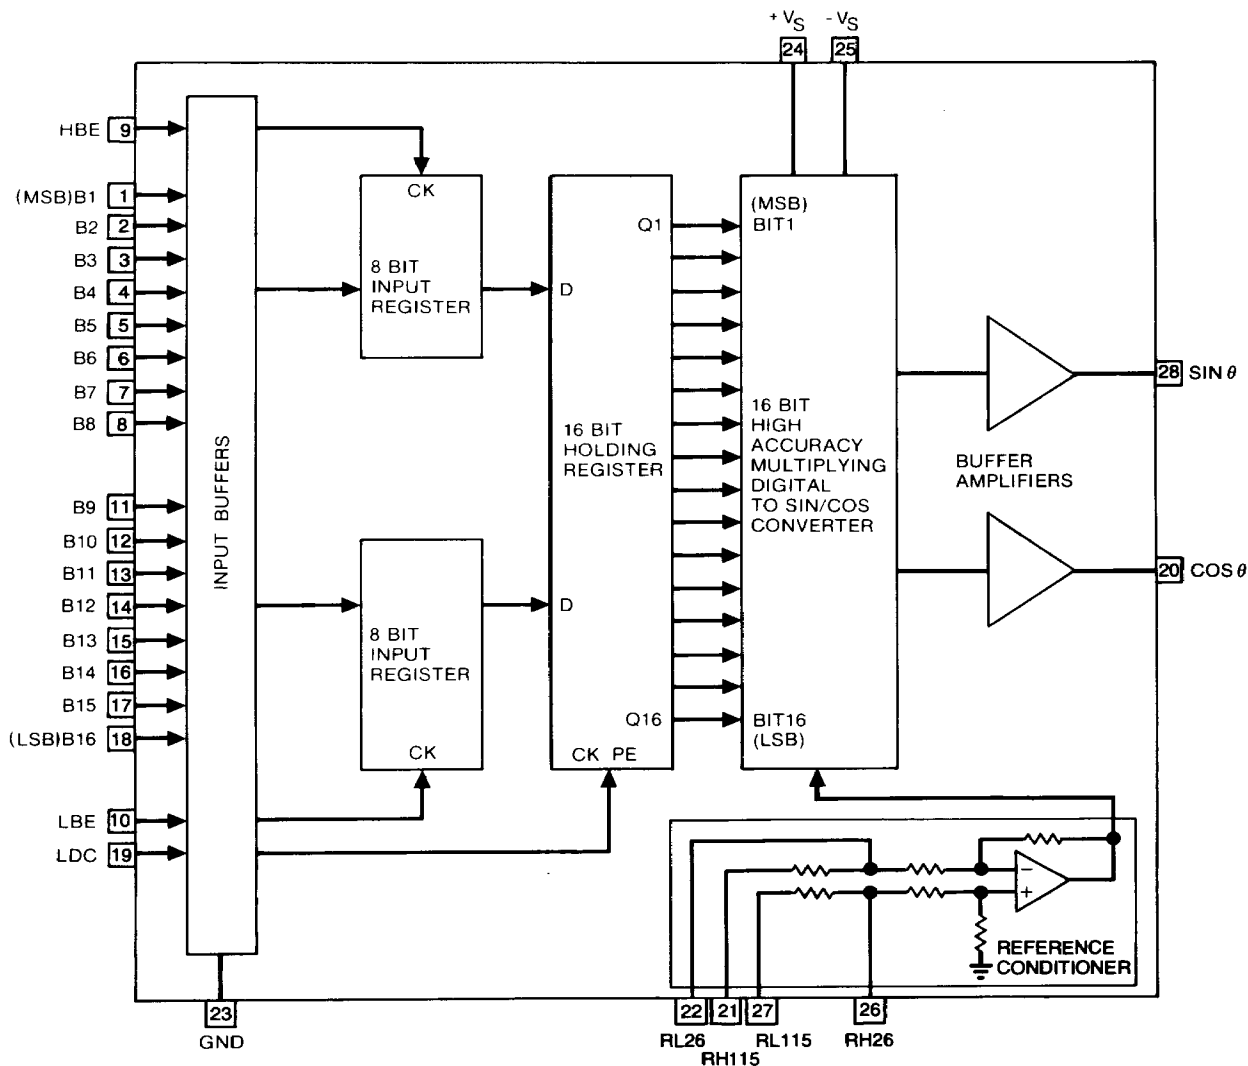 + VS - VS
24 25
HBE 9
(MSB)B1 1
B2 2
B3 3
B4 4
B5 5
B6 6
B7 7
B8 8
B9 11
B10 12
B11 13
B12 14
B13 15
B14 16
B15 17
(LSB)B16 18
LBE 10
LDC 19
INPUT BUFFERS
23
GND
CK
8 BIT
INPUT
REGISTER
8 BIT
INPUT
REGISTER
CK
Q1
D
16 BIT
HOLDING
REGISTER
D
Q16
CK PE
(MSB)
BIT1
16 BIT
HIGH
ACCURACY
MULTIPLYING
DIGITAL
TO SIN/COS
CONVERTER
BIT16
(LSB)
BUFFER
AMPLIFIERS
28 SIN θ
20 COS θ
−
+
REFERENCE
CONDITIONER
22 21 27 26
RL26 RH115 RL115 RH26